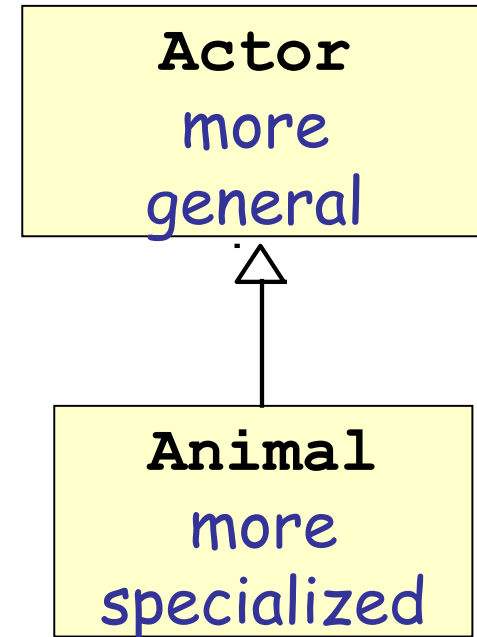 Actor
more
general
Animal
more
specialized